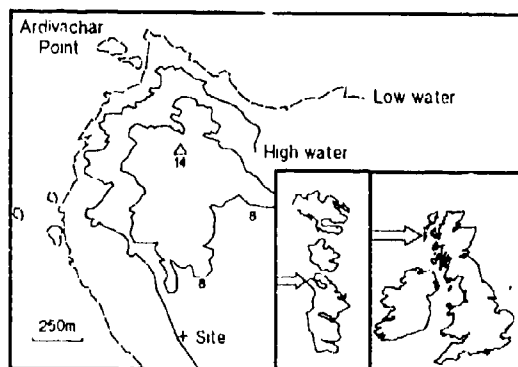 Ardivachar
Point
Low water
High water
14
8
8
250m
+ Site